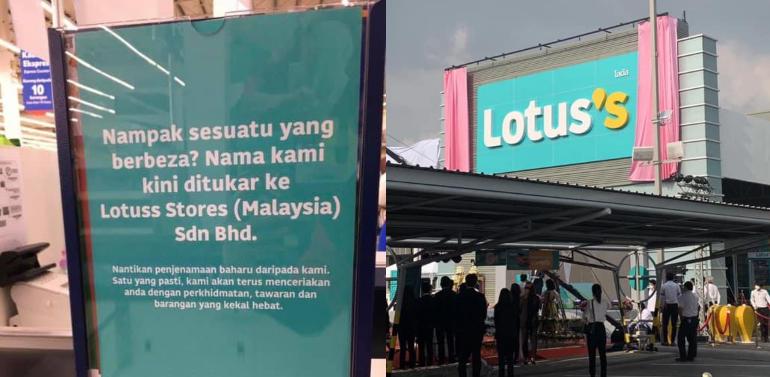 Ekspres
10
Nampak sesuatu yang
berbeza? Nama kami
kini ditukar ke
Lotuss Stores (Malaysia)
Sdn Bhd.
Nantikan penjenamaan baharu daripada kami.
Satu yang pasti, kami akan terus menceriakan
anda dengan perkhidmatan, tawaran dan
barangan yang kekal hebat.
lada
Lotus's